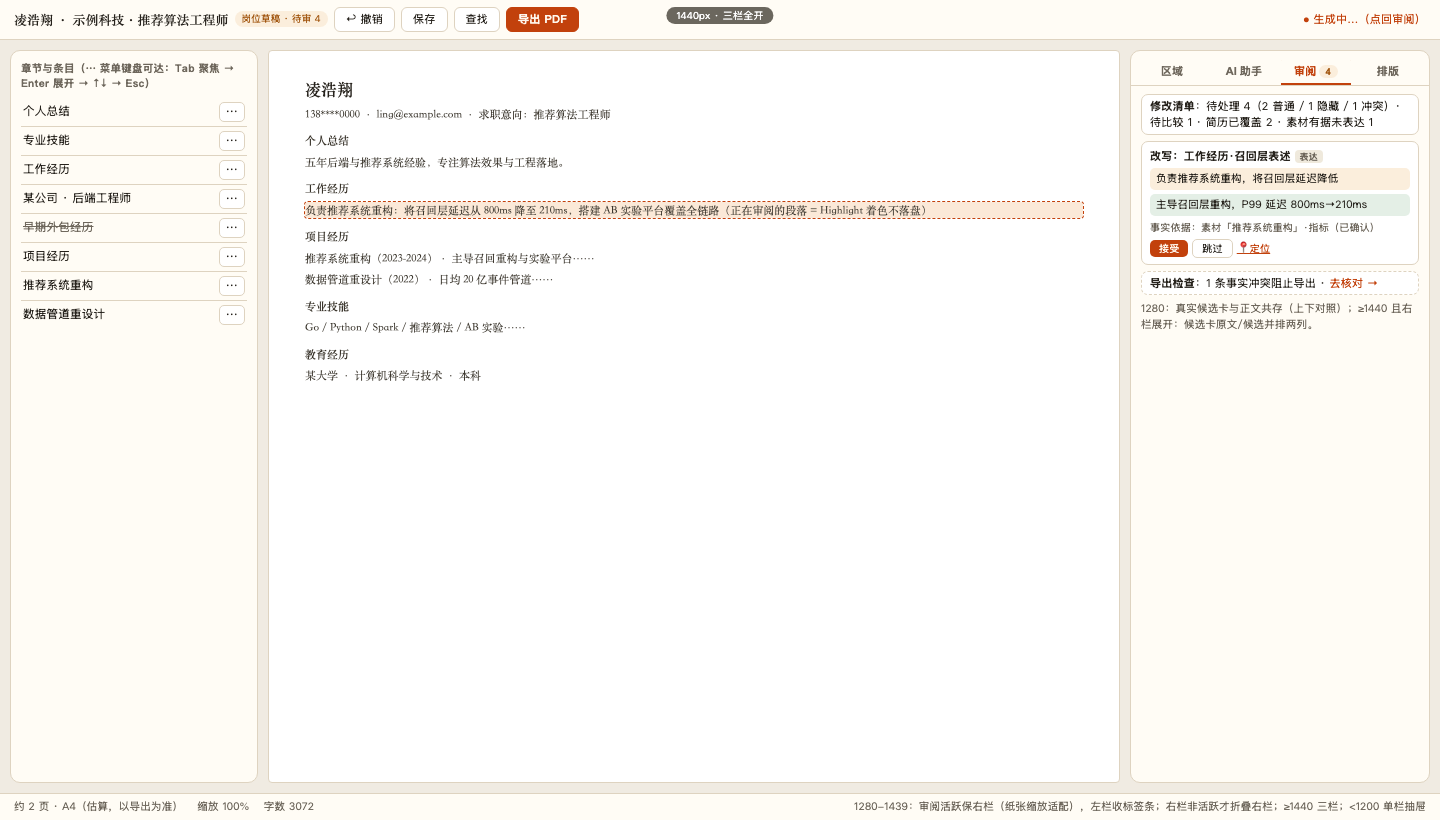 凌浩翔 · 示例科技 · 推荐算法工程师 岗位草稿 · 待审 4 ↩ 撤销 保存 查找 导出 PDF 1440px · 三栏全开 ● 生成中…（点回审阅）
章节与条目（⋯ 菜单键盘可达：Tab 聚焦 →
Enter 展开 → ↑↓ → Esc）
个人总结 ⋯
专业技能 ⋯
工作经历 ⋯
某公司 · 后端工程师 ⋯
早期外包经历 ⋯
项目经历 ⋯
推荐系统重构 ⋯
数据管道重设计 ⋯
凌浩翔
138****0000 · ling@example.com · 求职意向：推荐算法工程师
个人总结
五年后端与推荐系统经验，专注算法效果与工程落地。
工作经历
负责推荐系统重构：将召回层延迟从 800ms 降至 210ms，搭建 AB 实验平台覆盖全链路（正在审阅的段落 = Highlight 着色不落盘）
项目经历
推荐系统重构（2023-2024） · 主导召回重构与实验平台……
数据管道重设计（2022） · 日均 20 亿事件管道……
专业技能
Go / Python / Spark / 推荐算法 / AB 实验……
教育经历
某大学 · 计算机科学与技术 · 本科
区域 AI 助手 审阅 4 排版
修改清单：待处理 4（2 普通 / 1 隐藏 / 1 冲突）·
待比较 1 · 简历已覆盖 2 · 素材有据未表达 1
改写：工作经历·召回层表述 表达
负责推荐系统重构，将召回层延迟降低
主导召回层重构，P99 延迟 800ms→210ms
事实依据：素材「推荐系统重构」·指标（已确认）
接受 跳过 📍定位
导出检查：1 条事实冲突阻止导出 · 去核对 →
1280：真实候选卡与正文共存（上下对照）；≥1440 且右
栏展开：候选卡原文/候选并排两列。
约 2 页 · A4（估算，以导出为准） 缩放 100% 字数 3072
1280–1439：审阅活跃保右栏（纸张缩放适配），左栏收标签条；右栏非活跃才折叠右栏；≥1440 三栏；<1200 单栏抽屉